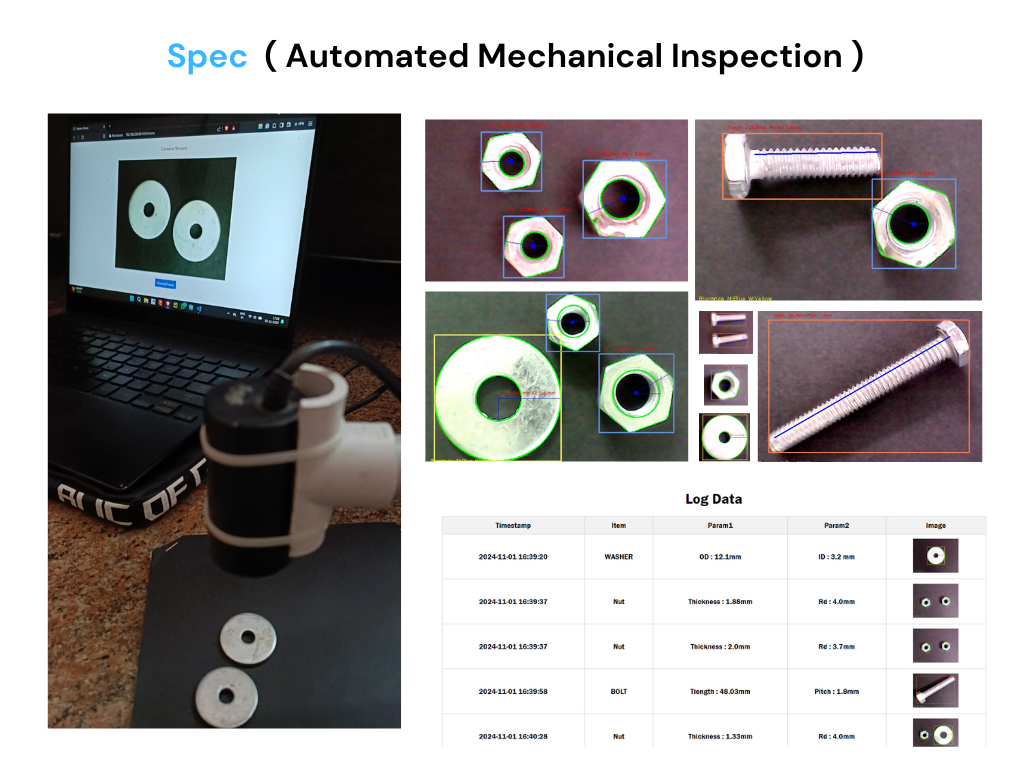 Spec ( Automated Mechanical Inspection )
Camera Stream
Log Data
Timestamp Item Param1 Param2 Image
2024-11-01 16:39:20 WASHER OD : 12.1mm ID : 3.2 mm
2024-11-01 16:39:37 Nut Thickness : 1.88mm Rd : 4.0mm
2024-11-01 16:39:37 Nut Thickness : 2.0mm Rd : 3.7mm
2024-11-01 16:39:58 BOLT Tlength : 48.03mm Pitch : 1.8mm
2024-11-01 16:40:28 Nut Thickness : 1.33mm Rd : 4.0mm